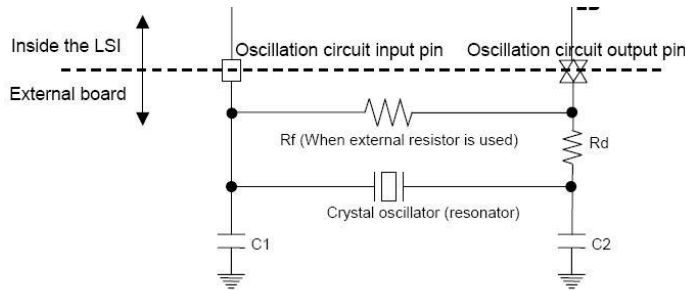 Inside the LSI
Oscillation circuit input pin
Oscillation circuit output pin
External board
Rf (When external resistor is used)
Rd
Crystal oscillator (resonator)
C1
C2